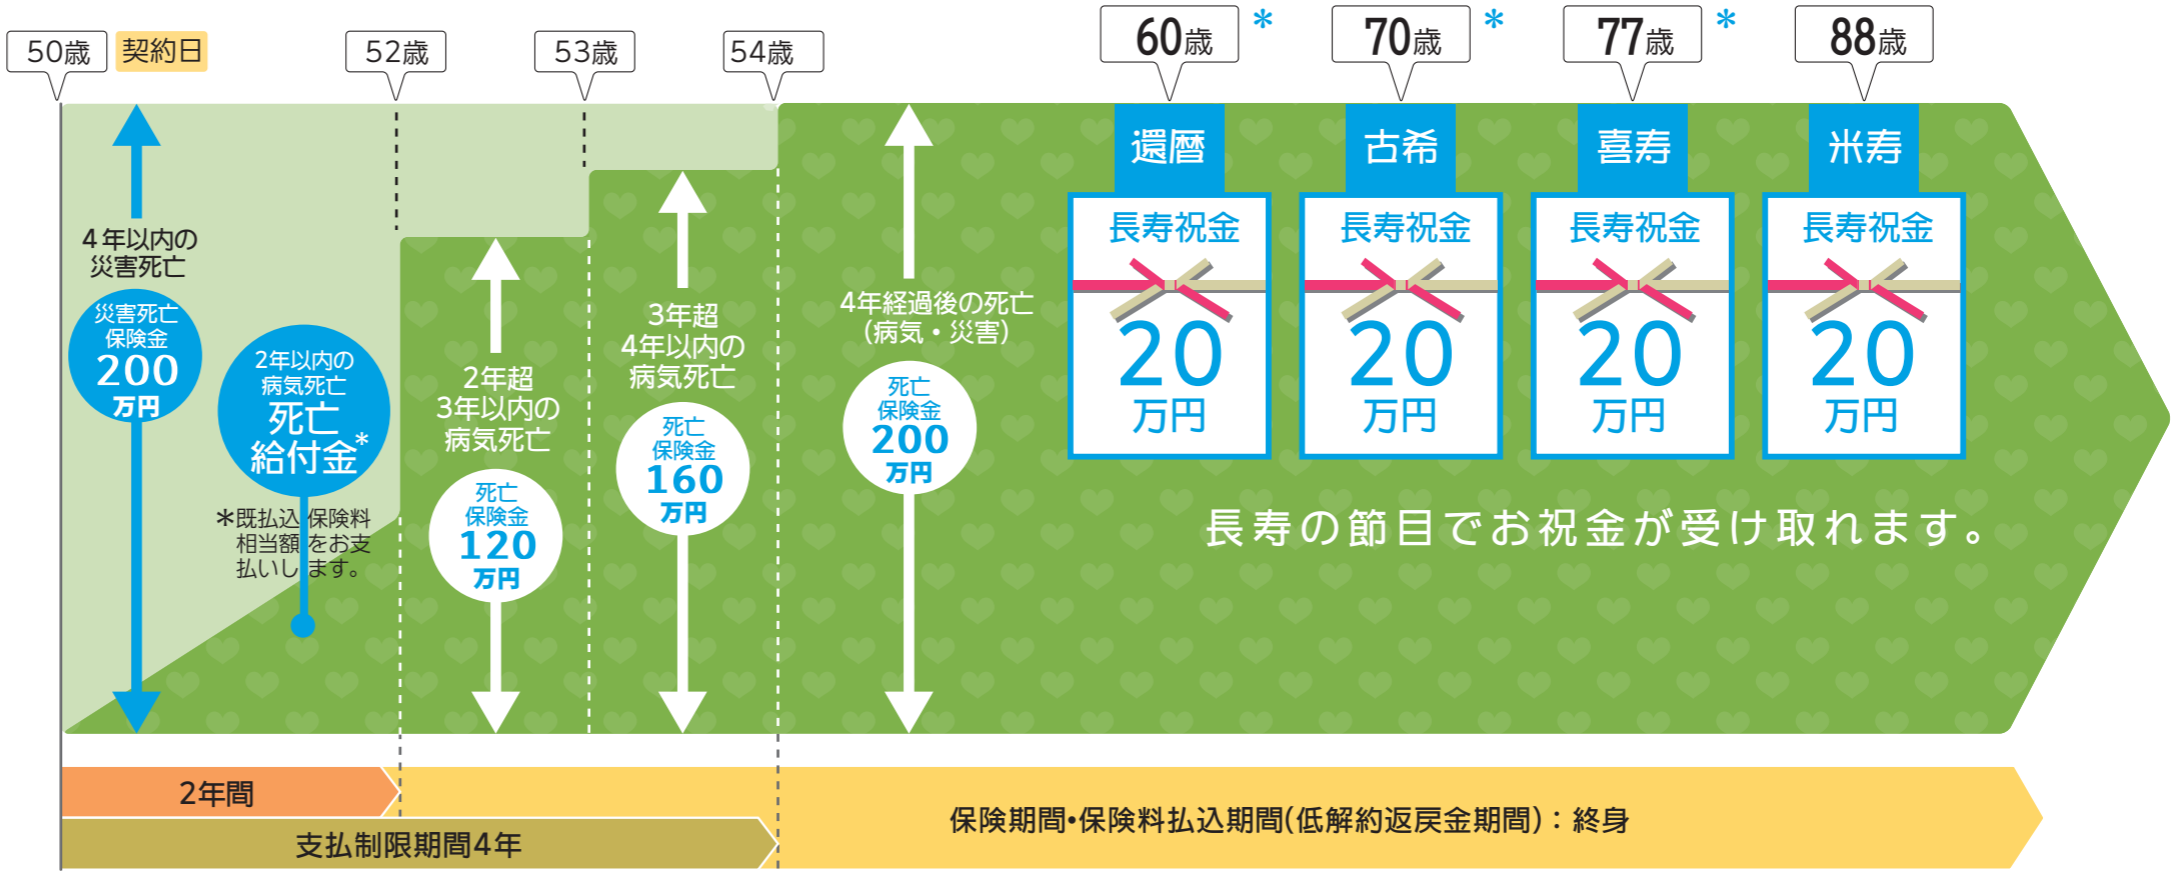 50歳
契約日
52歳
53歳
54歳
60歳
*
70歳
*
77歳
*
88歳
4年以内の
災害死亡
災害死亡
保険金
200
万円
2年以内の
病気死亡
死亡
給付金*
*既払込保険料
相当額をお支
払いします。
2年超
3年以内の
病気死亡
死亡
保険金
120
万円
3年超
4年以内の
病気死亡
死亡
保険金
160
万円
4年経過後の死亡
(病気・災害)
死亡
保険金
200
万円
還暦
長寿祝金
20
万円
古希
長寿祝金
20
万円
喜寿
長寿祝金
20
万円
米寿
長寿祝金
20
万円
長寿の節目でお祝金が受け取れます。
2年間
支払制限期間4年
保険期間・保険料払込期間(低解約返戻金期間)：終身